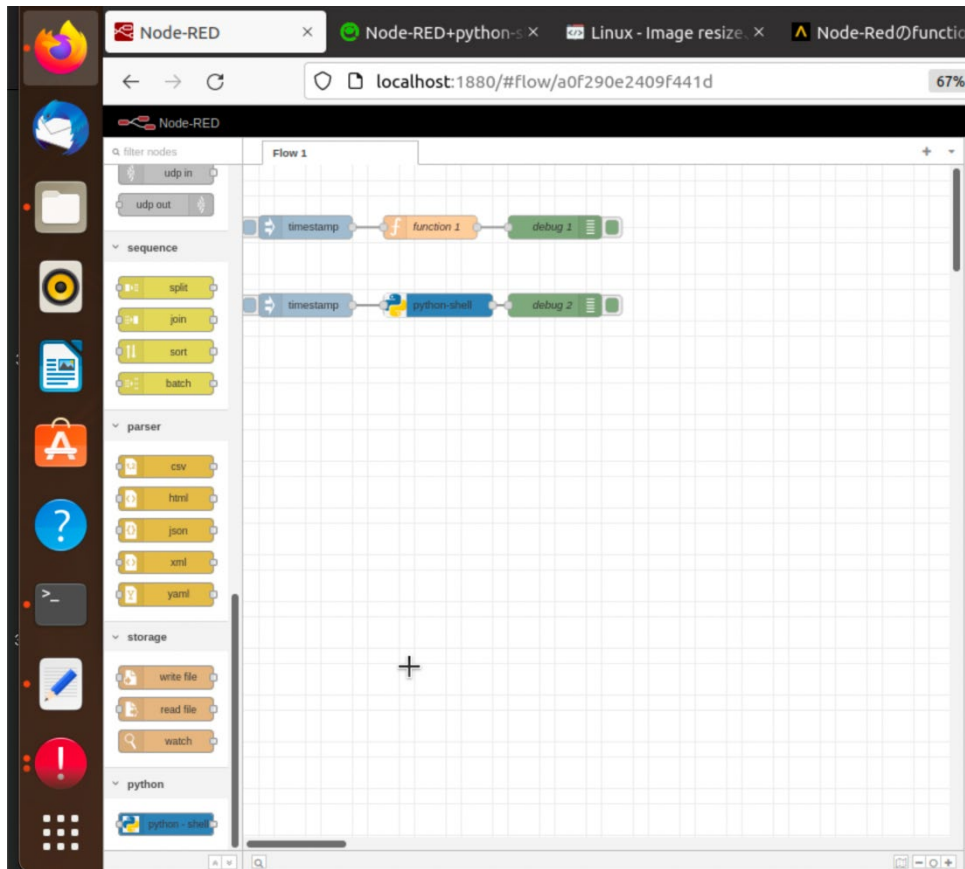 Node-RED
Node-RED+python-s
Linux - Image resize、
Node-Redのfunctio
localhost:1880/#flow/a0f290e2409f441d
67%
Node-RED
filter nodes
Flow 1
udp in
udp out
timestamp
function 1
debug 1
sequence
split
timestamp
python-shell
debug 2
join
sort
batch
parser
csv
html
json
xml
yaml
storage
write file
read file
watch
python
python - shell